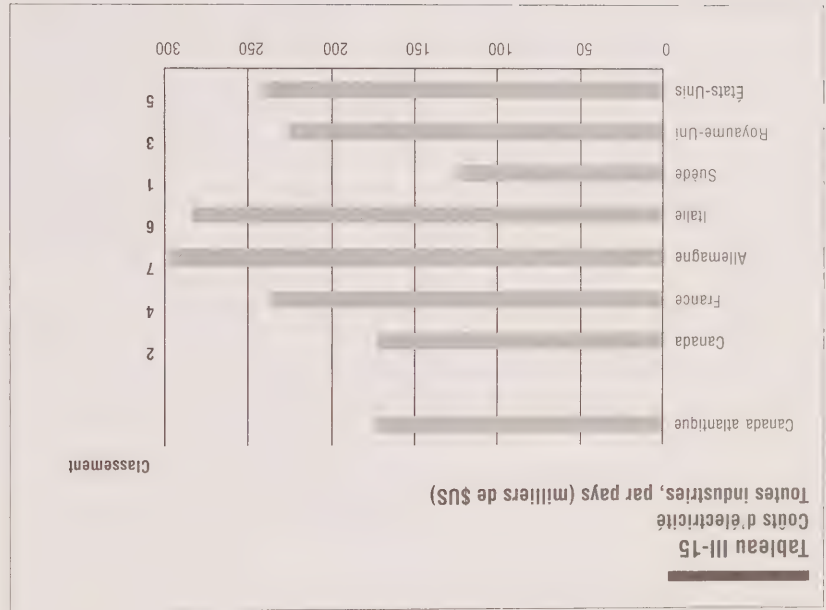 Tableau III-15
Coûts d'électricité
Toutes industries, par pays (milliers de $US)
Classement
Canada atlantique
Canada 2
France 4
Allemagne 7
Italie 6
Suède 1
Royaume-Uni 3
États-Unis 5
0 50 100 150 200 250 300